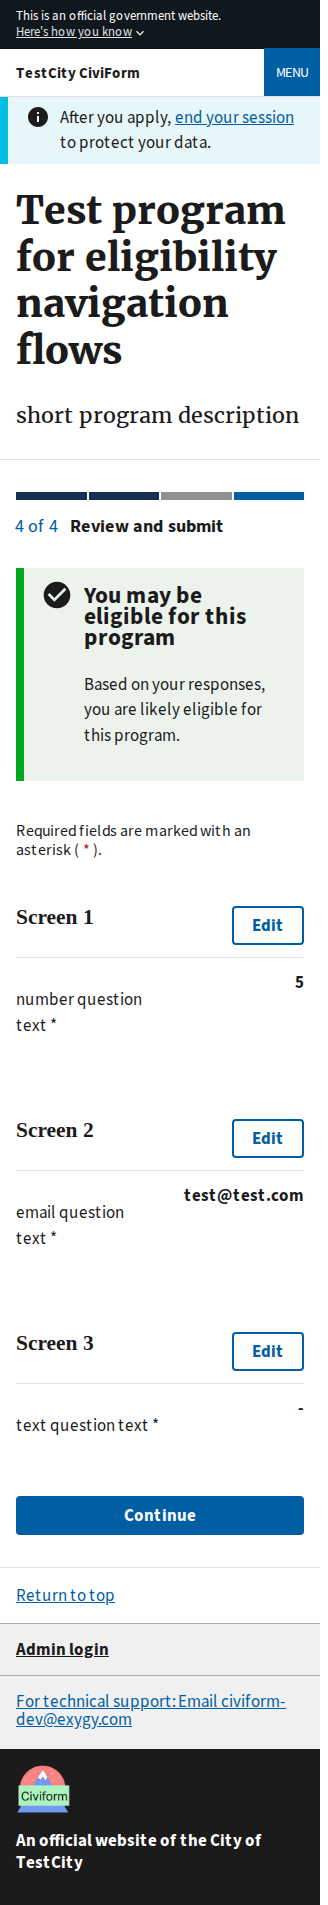 This is an official government website.
Here's how you know
TestCity CiviForm
MENU
After you apply, end your session
to protect your data.
Test program
for eligibility
navigation
flows
short program description
4 of 4 Review and submit
You may be
eligible for this
program
Based on your responses,
you are likely eligible for
this program.
Required fields are marked with an
asterisk ( * ).
Screen 1
Edit
5
number question
text *
Screen 2
Edit
test@test.com
email question
text *
Screen 3
Edit
-
text question text *
Continue
Return to top
Admin login
For technical support: Email civiform-
dev@exygy.com
Civiform
An official website of the City of
TestCity